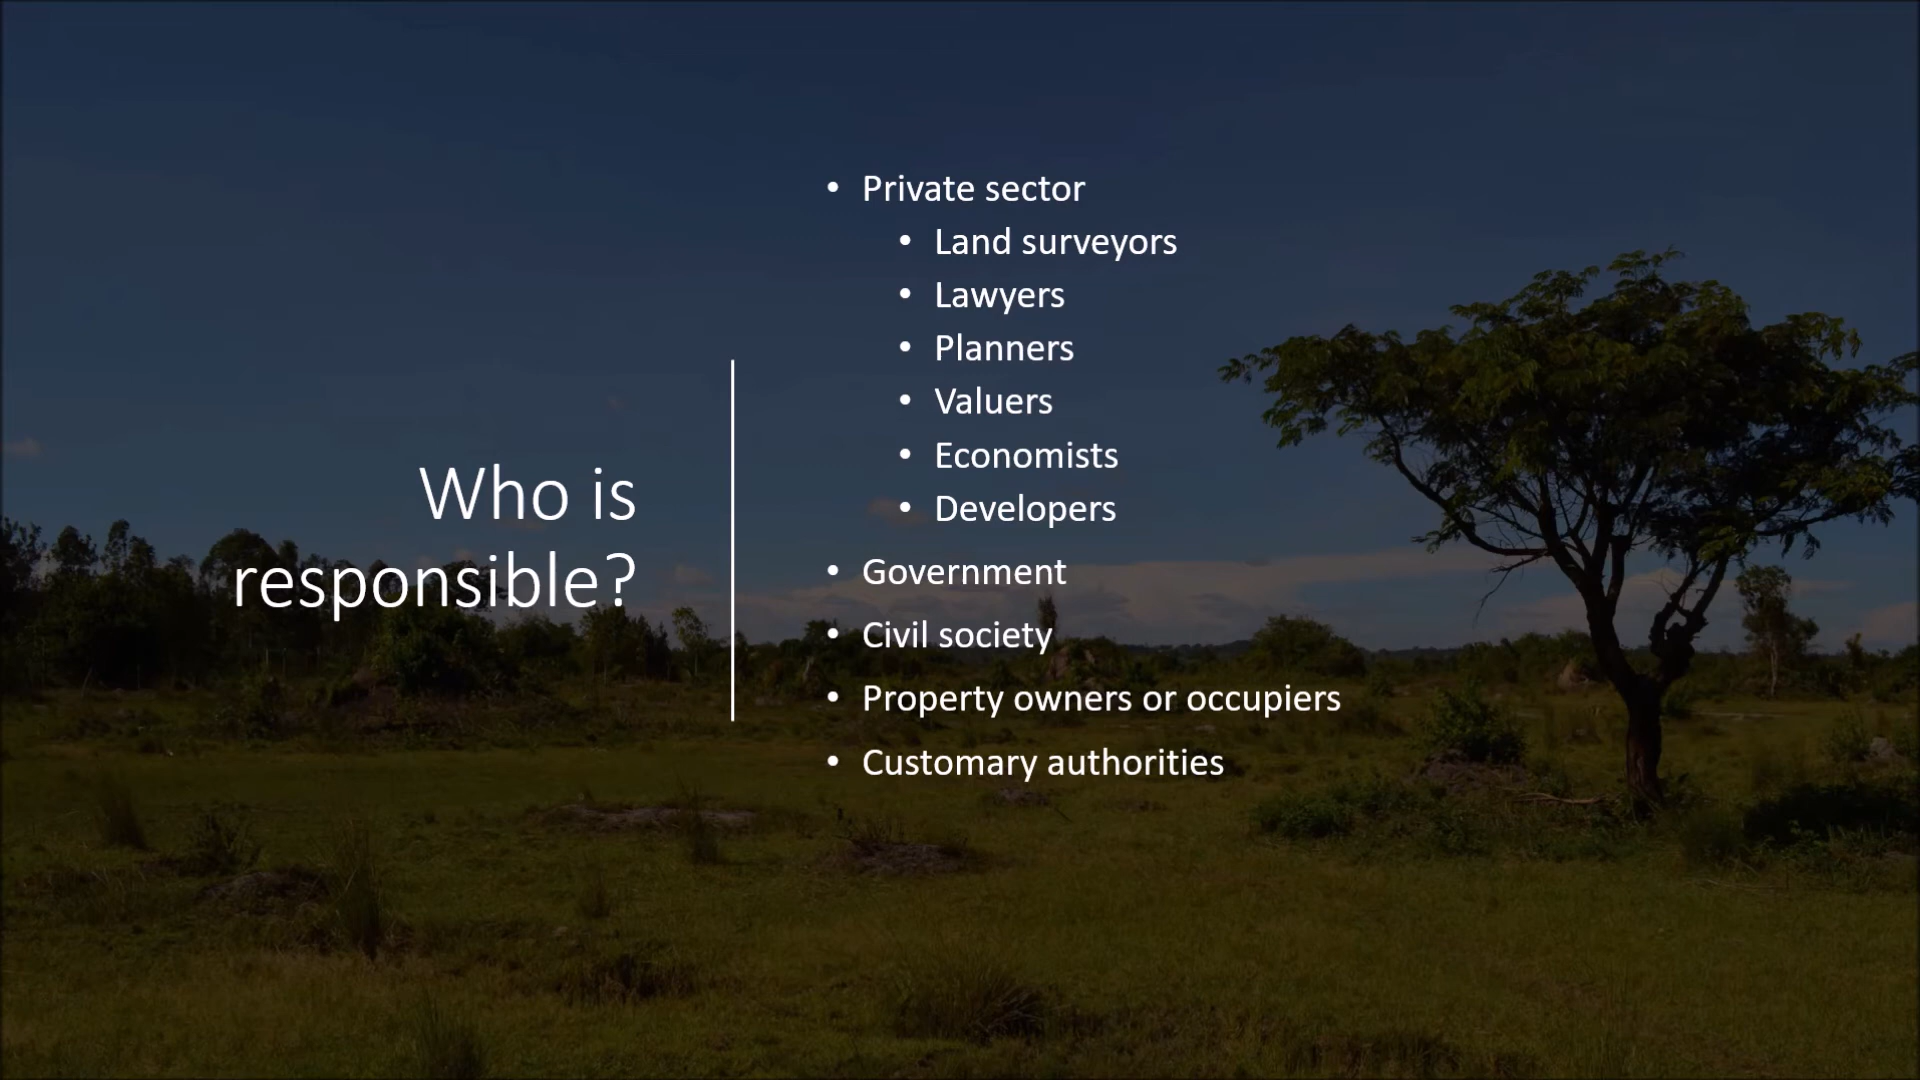 Who is
responsible?
• Private sector
• Land surveyors
• Lawyers
• Planners
• Valuers
• Economists
• Developers
• Government
• Civil society
• Property owners or occupiers
• Customary authorities